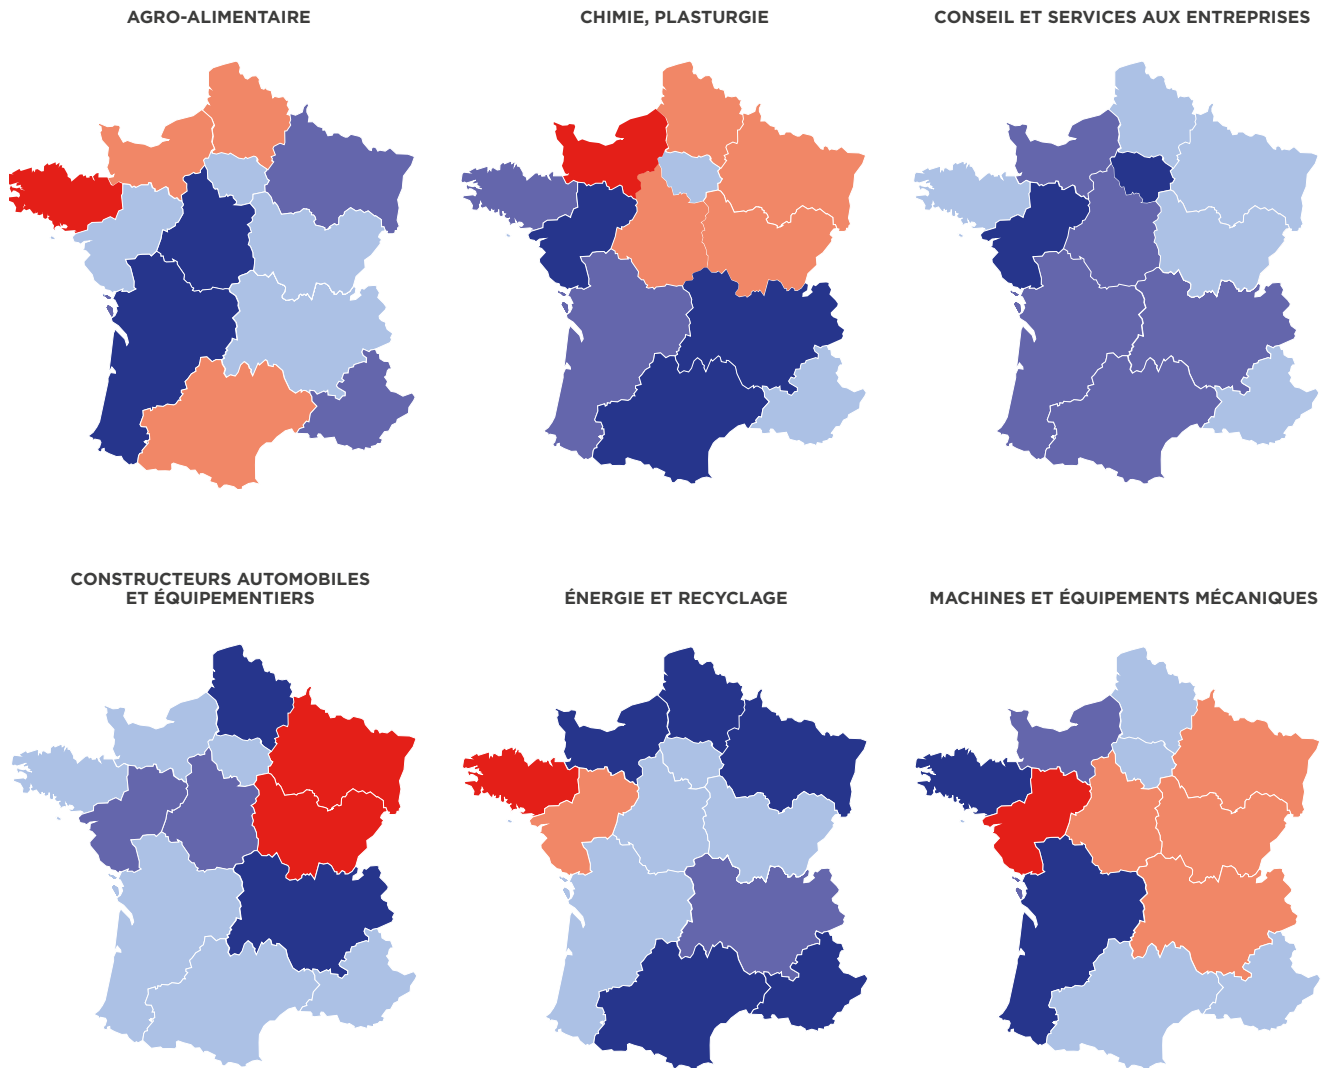 AGRO-ALIMENTAIRE
CHIMIE, PLASTURGIE
CONSEIL ET SERVICES AUX ENTREPRISES
CONSTRUCTEURS AUTOMOBILES
ET ÉQUIPEMENTIERS
ÉNERGIE ET RECYCLAGE
MACHINES ET ÉQUIPEMENTS MÉCANIQUES